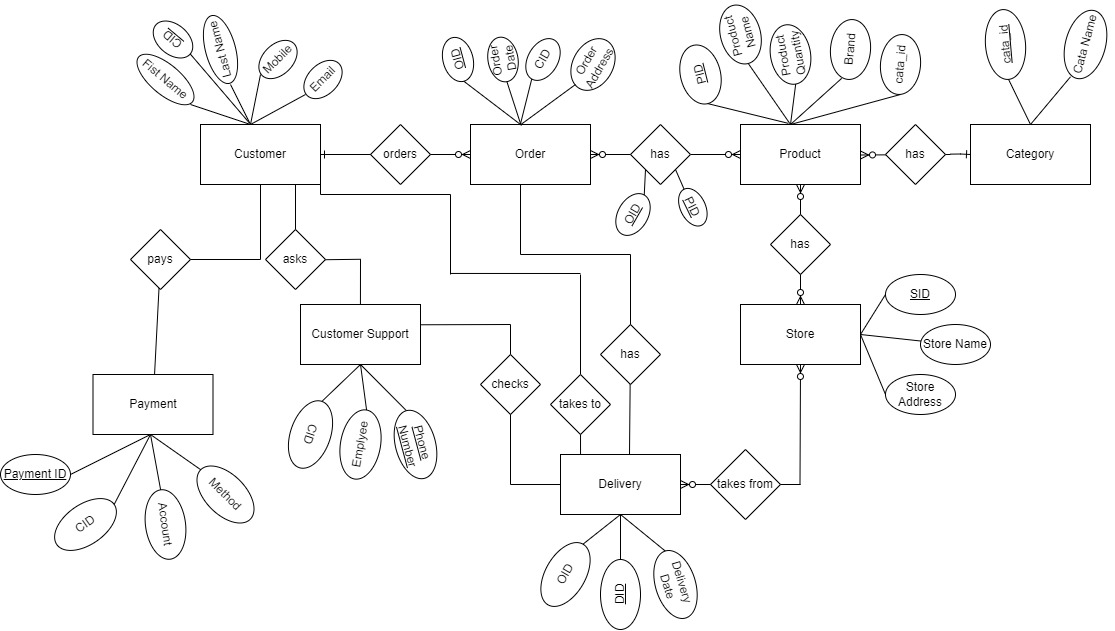 Fist Name
CID
Last Name
Mobile
Email
OID
Order
Date
CID
Order
Address
PID
Product
Name
Product
Quantity
Brand
cata_id
cata_id
Cata Name
Customer
orders
Order
has
Product
has
Category
OID
PID
pays
asks
has
SID
Customer Support
Store
Store Name
has
checks
takes to
Store
Address
Payment
CID
Emplyee
Phone
Number
Payment ID
CID
Account
Method
Delivery
takes from
OID
DID
Delivery
Date